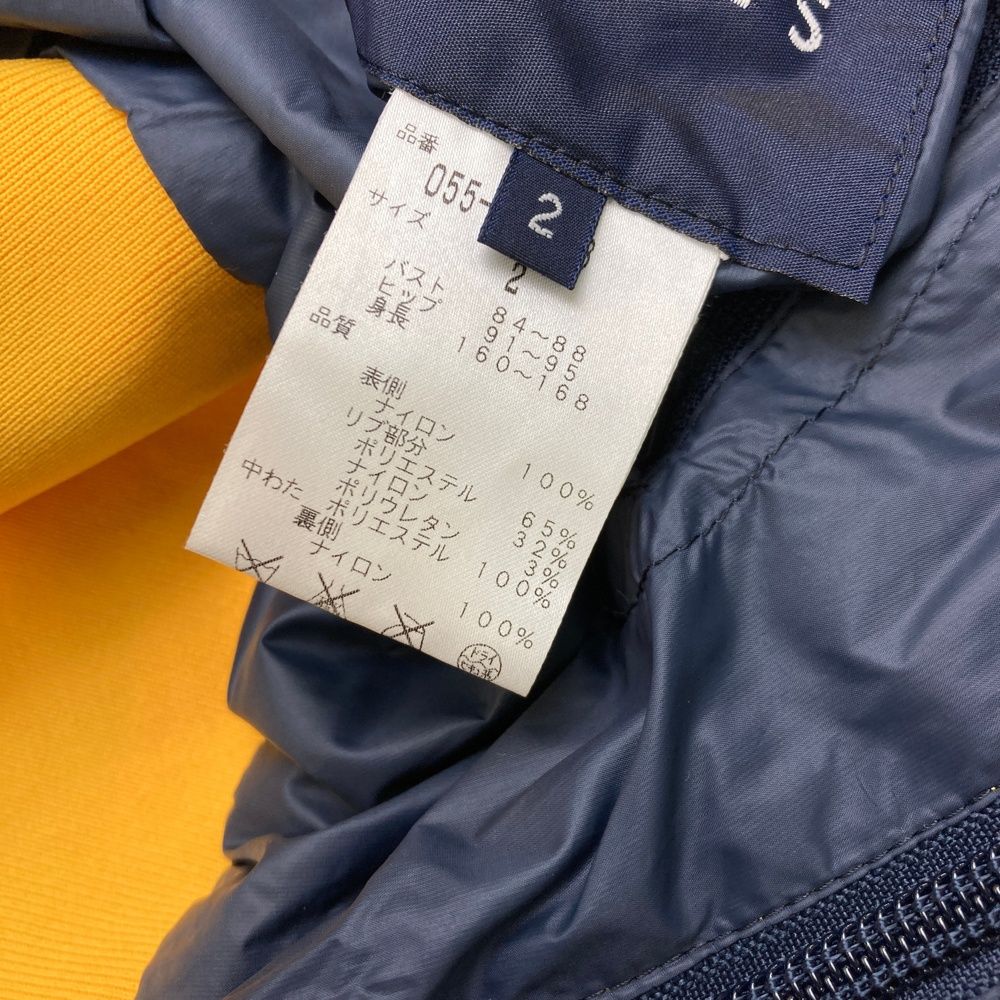 S
品番
055-
2
サイズ
2
バスト 84〜88
ヒップ 91〜95
身長 160〜168
品質
表側
ナイロン 100%
リブ部分
ポリエステル 65%
ナイロン 32%
ポリウレタン 3%
中わた ポリエステル 100%
裏側
ナイロン 100%
ドライ